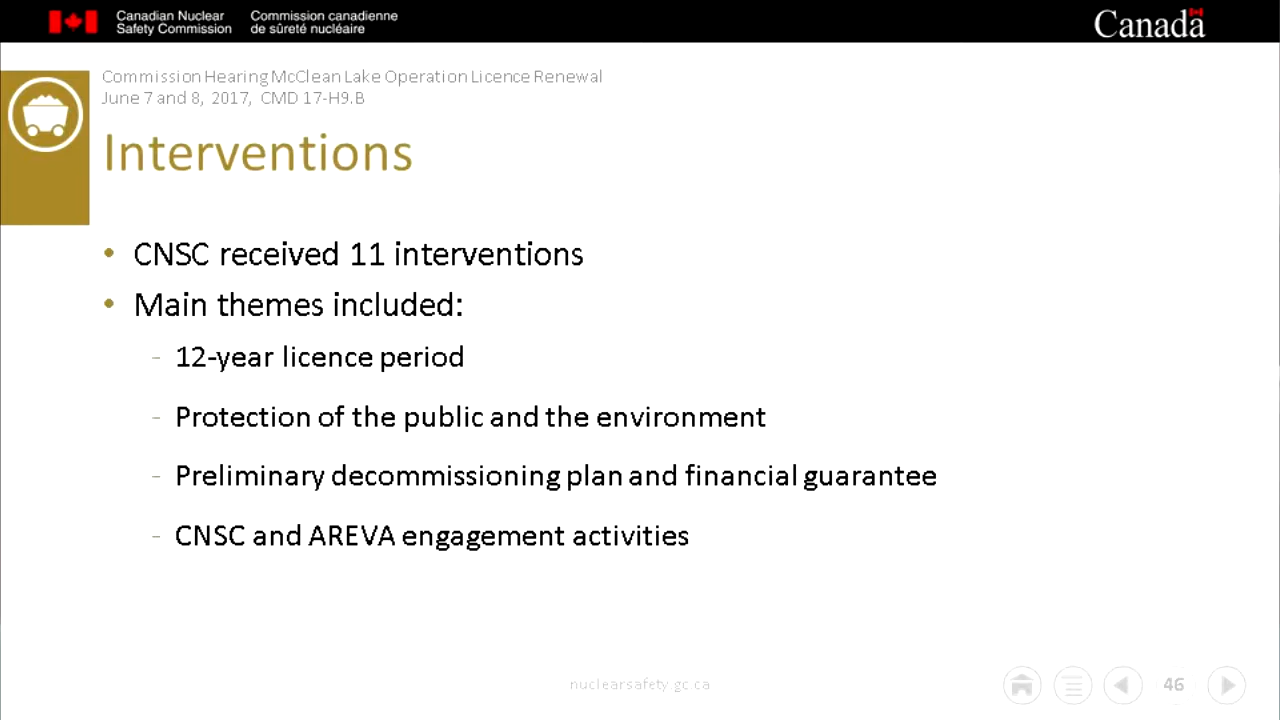 Canadian Nuclear Safety Commission
Commission canadienne de sûreté nucléaire
Canada
Commission Hearing McClean Lake Operation Licence Renewal
June 7 and 8, 2017, CMD 17-H9.B
Interventions
• CNSC received 11 interventions
• Main themes included:
- 12-year licence period
- Protection of the public and the environment
- Preliminary decommissioning plan and financial guarantee
- CNSC and AREVA engagement activities
nuclearsafety.gc.ca
46